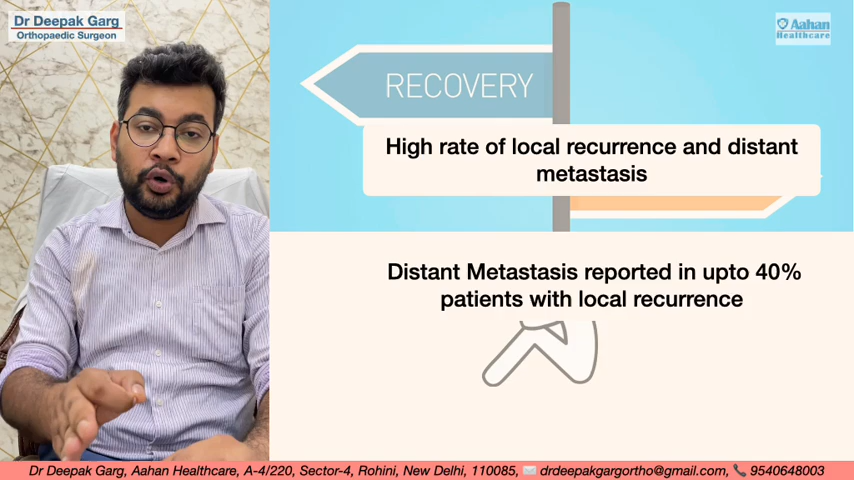 Dr Deepak Garg
Orthopaedic Surgeon
Aahan
Healthcare
RECOVERY
High rate of local recurrence and distant
metastasis
Distant Metastasis reported in upto 40%
patients with local recurrence
Dr Deepak Garg, Aahan Healthcare, A-4/220, Sector-4, Rohini, New Delhi, 110085, ✉️ drdeepakgargortho@gmail.com, 📞 9540648003